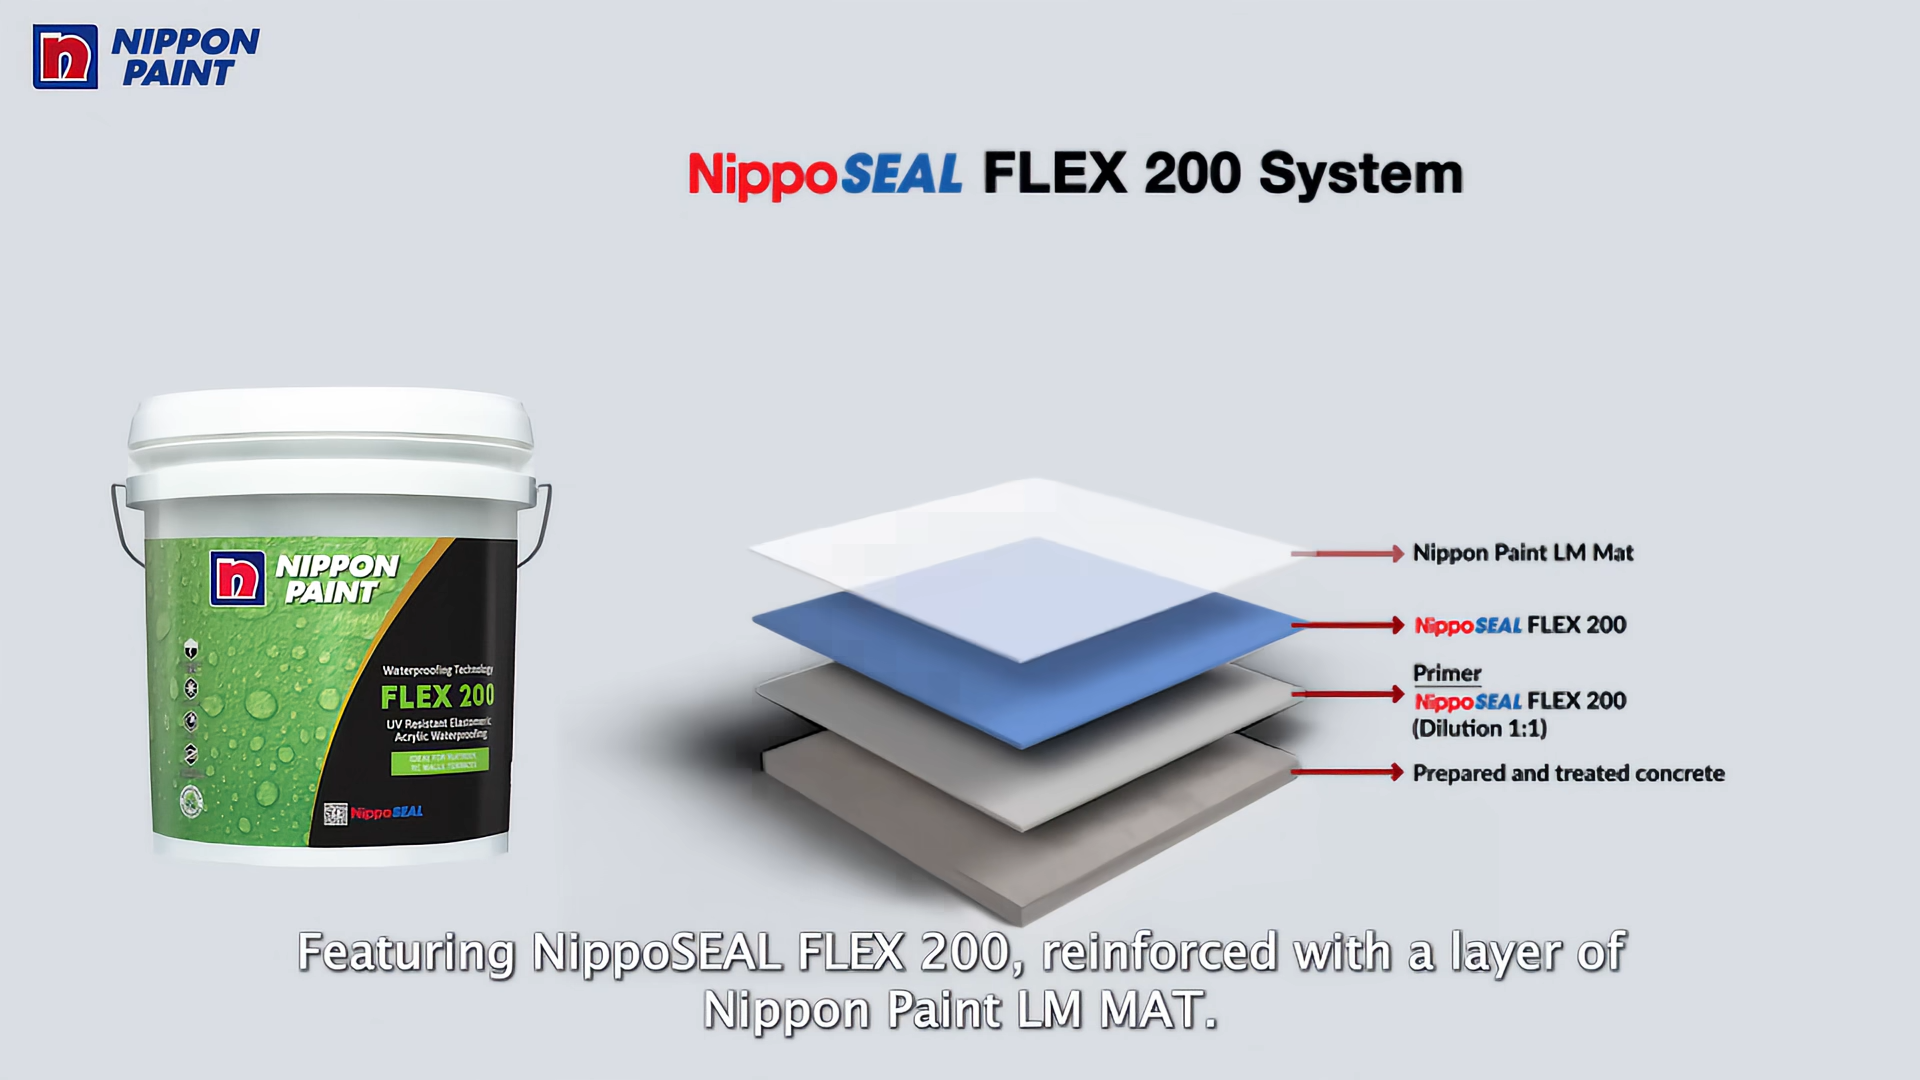 NIPPON
PAINT
NippoSEAL FLEX 200 System
NIPPON
PAINT
Waterproofing Technology
FLEX 200
UV Resistant Elastomeric
Acrylic Waterproofing
NippoSEAL
Nippon Paint LM Mat
NippoSEAL FLEX 200
Primer
NippoSEAL FLEX 200
(Dilution 1:1)
Prepared and treated concrete
Featuring NippoSEAL FLEX 200, reinforced with a layer of
Nippon Paint LM MAT.